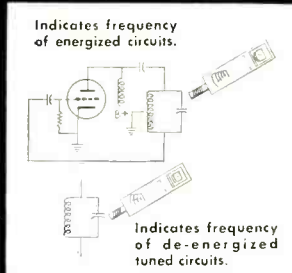 Indicates frequency
of energized circuits.
B+
Indicates frequency
of de-energized
tuned circuits.